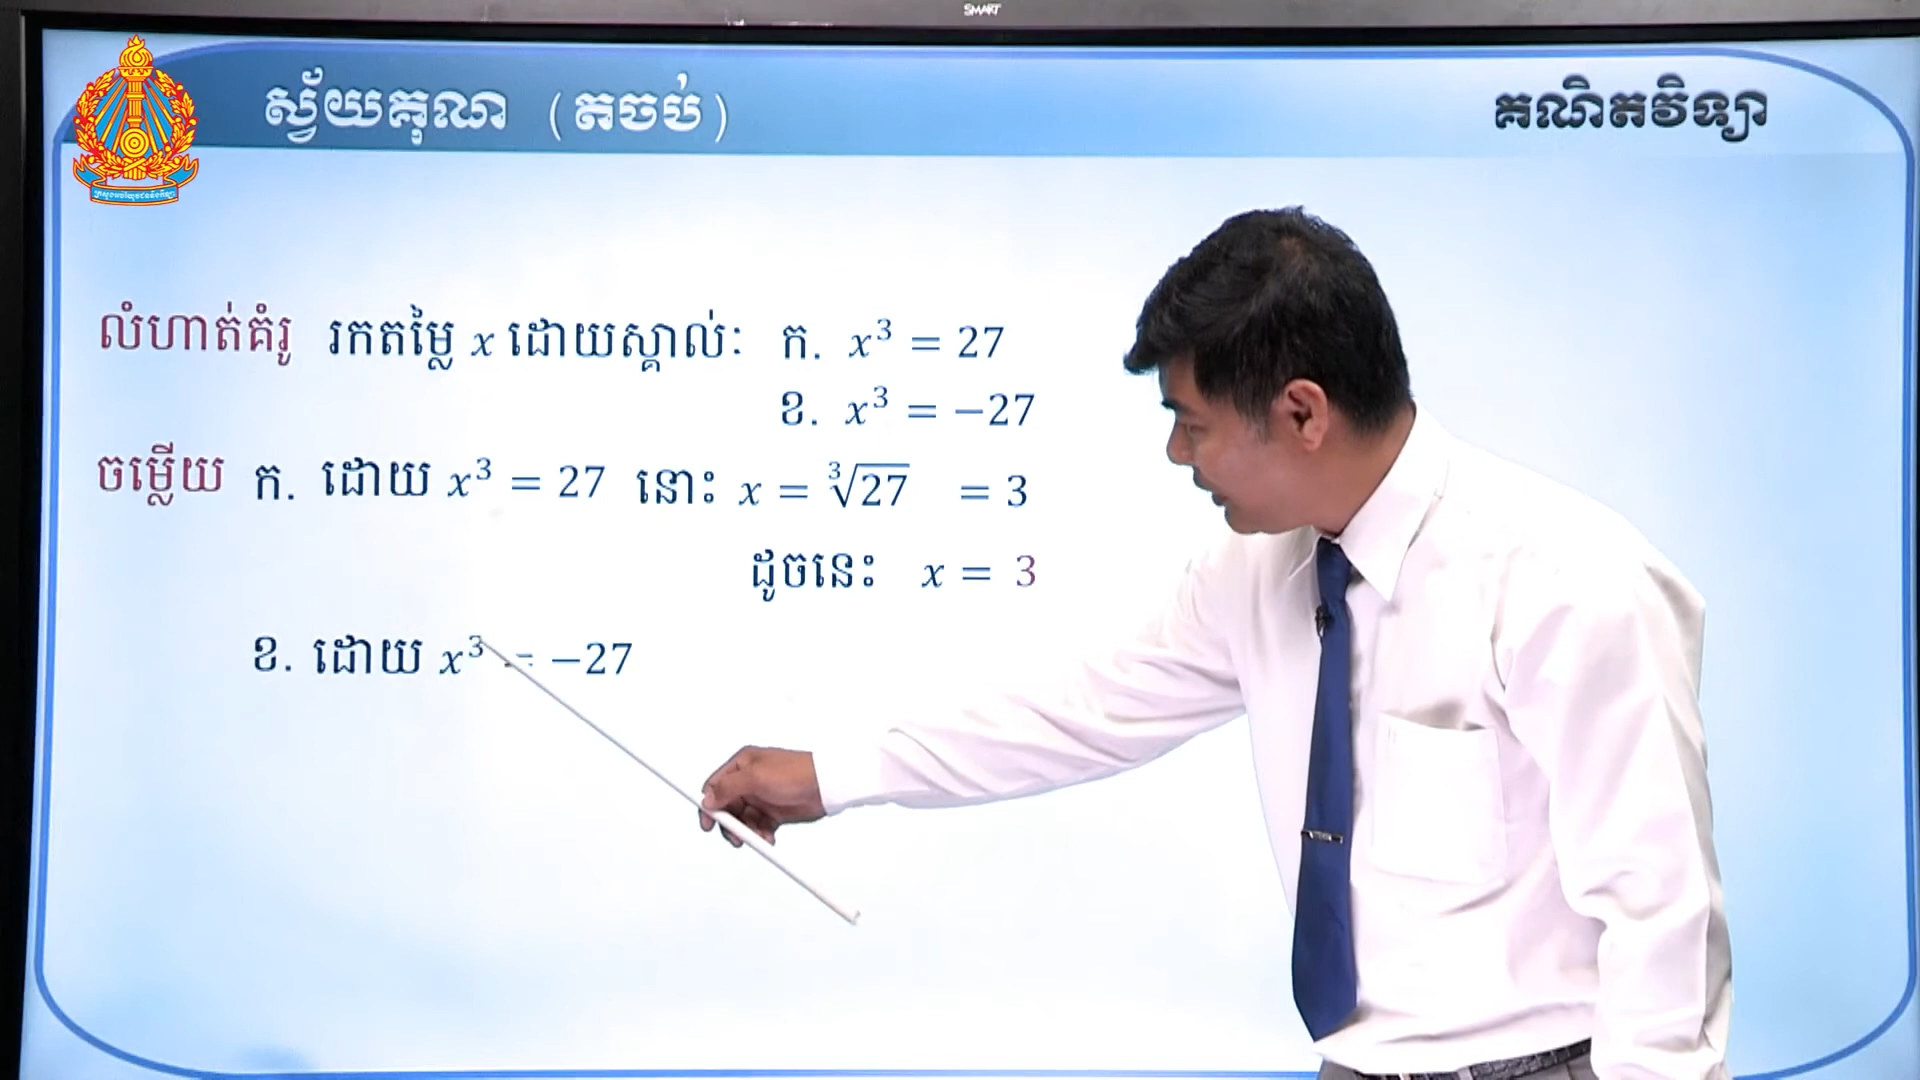 SMART
ស្វ័យគុណ (តចប់)
គណិតវិទ្យា
លំហាត់គំរូ រកតម្លៃ x ដោយស្គាល់ៈ ក. x³ = 27
ខ. x³ = −27
ចម្លើយ ក. ដោយ x³ = 27 នោះ x = ∛27 = 3
ដូចនេះ x = 3
ខ. ដោយ x³ = −27